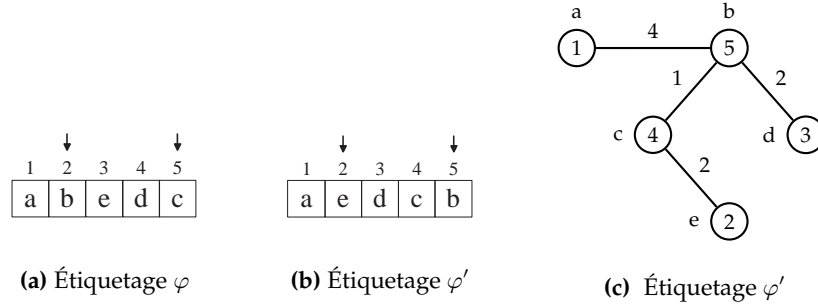 1 2 3 4 5
a b e d c
(a) Étiquetage φ
1 2 3 4 5
a e d c b
(b) Étiquetage φ′
a b
1 4 5
1 2
c 4 d 3
2
e 2
(c) Étiquetage φ′